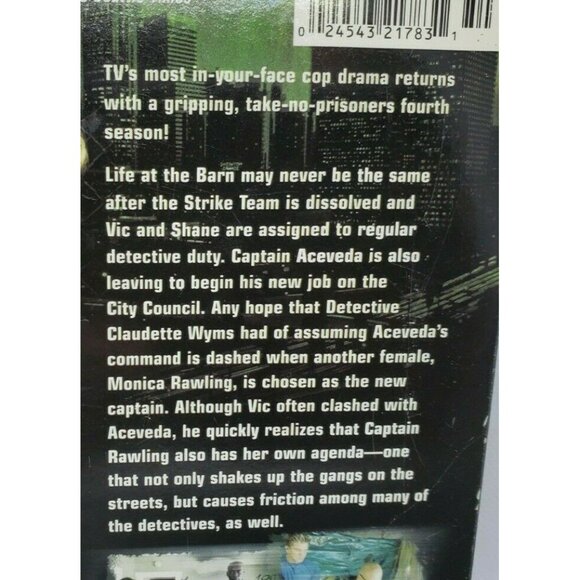 0 24543 21783 1
TV's most in-your-face cop drama returns
with a gripping, take-no-prisoners fourth
season!
Life at the Barn may never be the same
after the Strike Team is dissolved and
Vic and Shane are assigned to regular
detective duty. Captain Aceveda is also
leaving to begin his new job on the
City Council. Any hope that Detective
Claudette Wyms had of assuming Aceveda's
command is dashed when another female,
Monica Rawling, is chosen as the new
captain. Although Vic often clashed with
Aceveda, he quickly realizes that Captain
Rawling also has her own agenda—one
that not only shakes up the gangs on the
streets, but causes friction among many of
the detectives, as well.